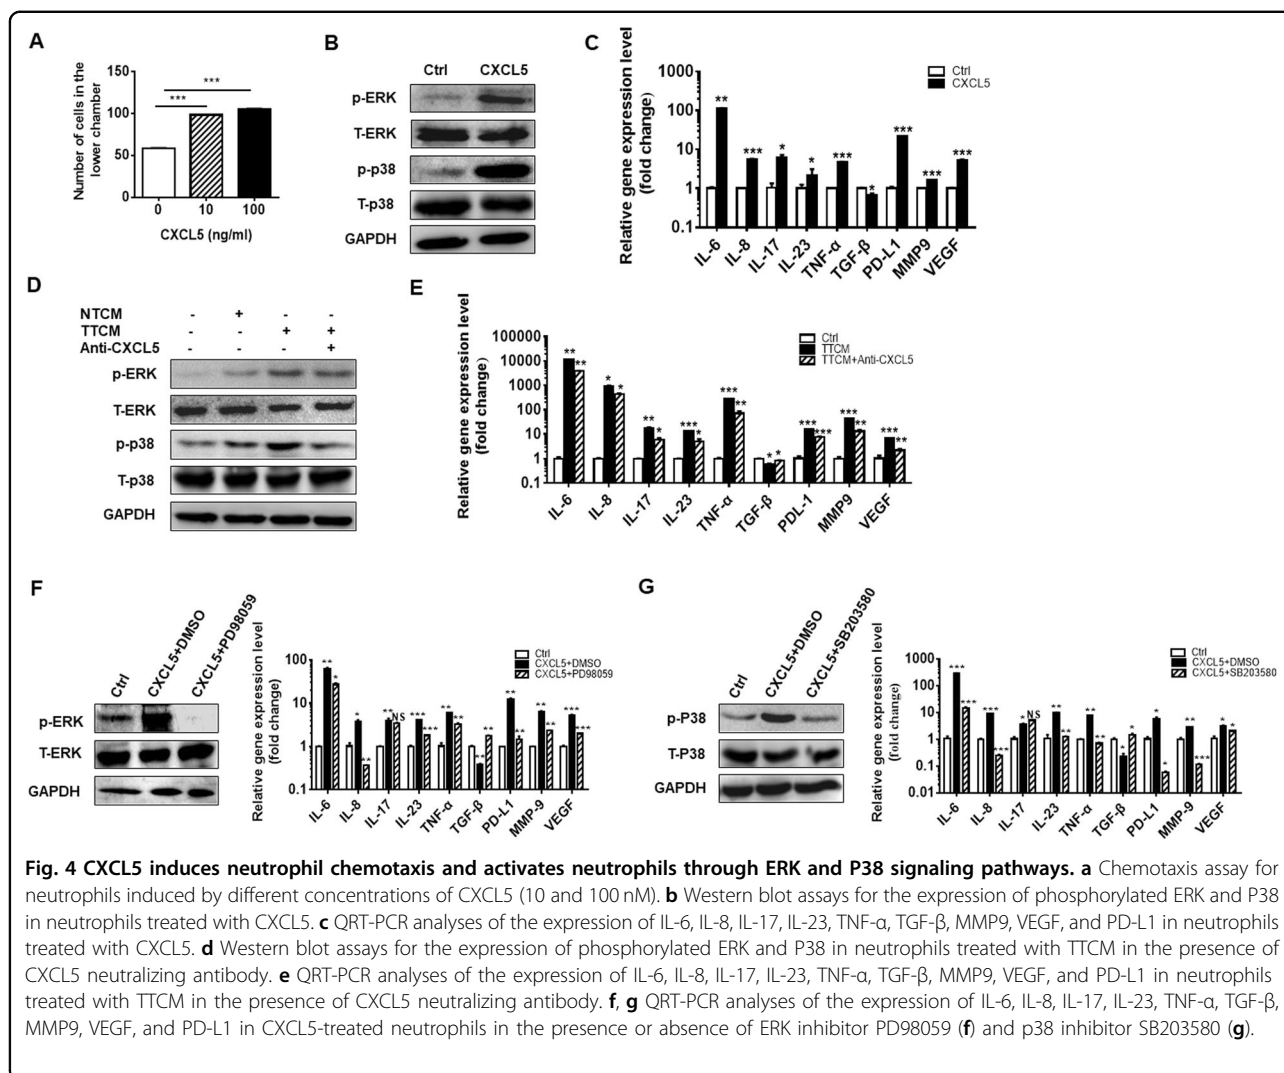 A
Number of cells in the
lower chamber
150
100
50
0
***
***
0 10 100
CXCL5 (ng/ml)
B
Ctrl CXCL5
p-ERK
T-ERK
p-p38
T-p38
GAPDH
C
Relative gene expression level
(fold change)
1000
100
10
1
0.1
Ctrl
CXCL5
** *** * * *** * *** *** ***
IL-6 IL-8 IL-17 IL-23 TNF-α TGF-β PD-L1 MMP9 VEGF
D
NTCM - + - -
TTCM - - + +
Anti-CXCL5 - - - +
p-ERK
T-ERK
p-p38
T-p38
GAPDH
E
Relative gene expression level
(fold change)
100000
10000
1000
100
10
1
0.1
Ctrl
TTCM
TTCM+Anti-CXCL5
** ** * * ** * *** * *** ** * * *** *** *** ** *** **
IL-6 IL-8 IL-17 IL-23 TNF-α TGF-β PDL-1 MMP9 VEGF
F
Ctrl CXCL5+DMSO CXCL5+PD98059
p-ERK
T-ERK
GAPDH
Relative gene expression level
(fold change)
100
10
1
0.1
Ctrl
CXCL5+DMSO
CXCL5+PD98059
** * * ** ** NS ** *** ** ** ** * ** ** ** *** ** ***
IL-6 IL-8 IL-17 IL-23 TNF-α TGF-β PD-L1 MMP-9 VEGF
G
Ctrl CXCL5+DMSO CXCL5+SB203580
p-P38
T-P38
GAPDH
Relative gene expression level
(fold change)
1000
100
10
1
0.1
0.01
Ctrl
CXCL5+DMSO
CXCL5+SB203580
*** *** ** *** * NS ** ** ** ** * * * * ** *** * *
IL-6 IL-8 IL-17 IL-23 TNF-α TGF-β PD-L1 MMP-9 VEGF
Fig. 4 CXCL5 induces neutrophil chemotaxis and activates neutrophils through ERK and P38 signaling pathways. a Chemotaxis assay for
neutrophils induced by different concentrations of CXCL5 (10 and 100 nM). b Western blot assays for the expression of phosphorylated ERK and P38
in neutrophils treated with CXCL5. c QRT-PCR analyses of the expression of IL-6, IL-8, IL-17, IL-23, TNF-α, TGF-β, MMP9, VEGF, and PD-L1 in neutrophils
treated with CXCL5. d Western blot assays for the expression of phosphorylated ERK and P38 in neutrophils treated with TTCM in the presence of
CXCL5 neutralizing antibody. e QRT-PCR analyses of the expression of IL-6, IL-8, IL-17, IL-23, TNF-α, TGF-β, MMP9, VEGF, and PD-L1 in neutrophils
treated with TTCM in the presence of CXCL5 neutralizing antibody. f, g QRT-PCR analyses of the expression of IL-6, IL-8, IL-17, IL-23, TNF-α, TGF-β,
MMP9, VEGF, and PD-L1 in CXCL5-treated neutrophils in the presence or absence of ERK inhibitor PD98059 (f) and p38 inhibitor SB203580 (g).